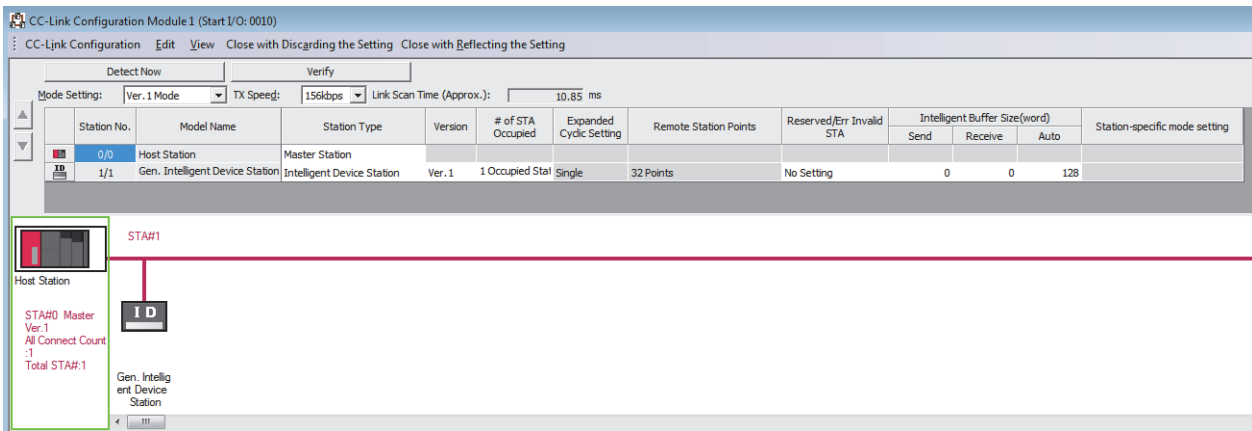 CC-Link Configuration Module 1 (Start I/O: 0010)
CC-Link Configuration Edit View Close with Discarding the Setting Close with Reflecting the Setting
Detect Now Verify
Mode Setting: Ver.1 Mode TX Speed: 156kbps Link Scan Time (Approx.): 10.85 ms
Station No. Model Name Station Type Version # of STA Occupied Expanded Cyclic Setting Remote Station Points Reserved/Err Invalid STA Intelligent Buffer Size(word) Station-specific mode setting
Send Receive Auto
0/0 Host Station Master Station
ID 1/1 Gen. Intelligent Device Station Intelligent Device Station Ver.1 1 Occupied Stat Single 32 Points No Setting 0 0 128
STA#1
Host Station
STA#0 Master
Ver.1
All Connect Count
:1
Total STA#:1
ID
Gen. Intellig
ent Device
Station